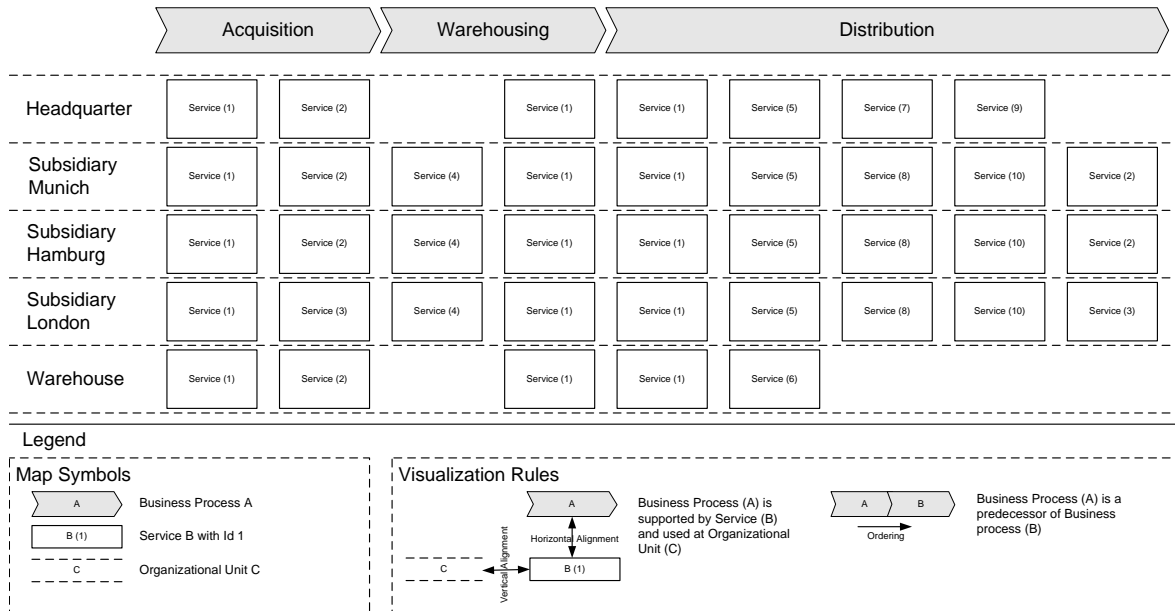 Acquisition
Warehousing
Distribution
Headquarter
Service (1)
Service (2)
Service (1)
Service (1)
Service (5)
Service (7)
Service (9)
Subsidiary
Munich
Service (1)
Service (2)
Service (4)
Service (1)
Service (1)
Service (5)
Service (8)
Service (10)
Service (2)
Subsidiary
Hamburg
Service (1)
Service (2)
Service (4)
Service (1)
Service (1)
Service (5)
Service (8)
Service (10)
Service (2)
Subsidiary
London
Service (1)
Service (3)
Service (4)
Service (1)
Service (1)
Service (5)
Service (8)
Service (10)
Service (3)
Warehouse
Service (1)
Service (2)
Service (1)
Service (1)
Service (6)
Legend
Map Symbols
A
Business Process A
B (1)
Service B with Id 1
C
Organizational Unit C
Visualization Rules
A
Horizontal Alignment
C
Vertical Alignment
B (1)
Business Process (A) is
supported by Service (B)
and used at Organizational
Unit (C)
A
B
Ordering
Business Process (A) is a
predecessor of Business
process (B)